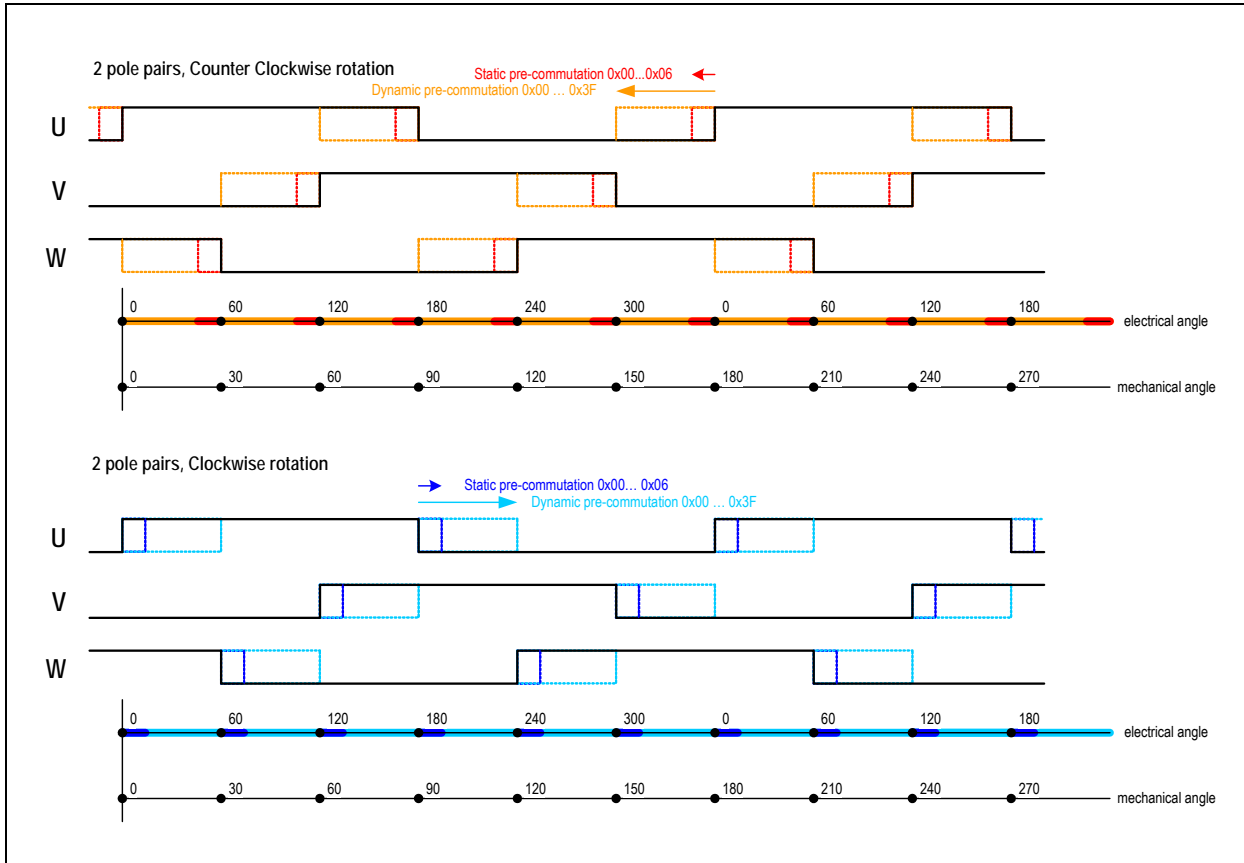 2 pole pairs, Counter Clockwise rotation
Static pre-commutation 0x00...0x06
Dynamic pre-commutation 0x00 ... 0x3F
U
V
W
0 60 120 180 240 300 0 60 120 180
electrical angle
0 30 60 90 120 150 180 210 240 270
mechanical angle
2 pole pairs, Clockwise rotation
Static pre-commutation 0x00... 0x06
Dynamic pre-commutation 0x00 ... 0x3F
U
V
W
0 60 120 180 240 300 0 60 120 180
electrical angle
0 30 60 90 120 150 180 210 240 270
mechanical angle